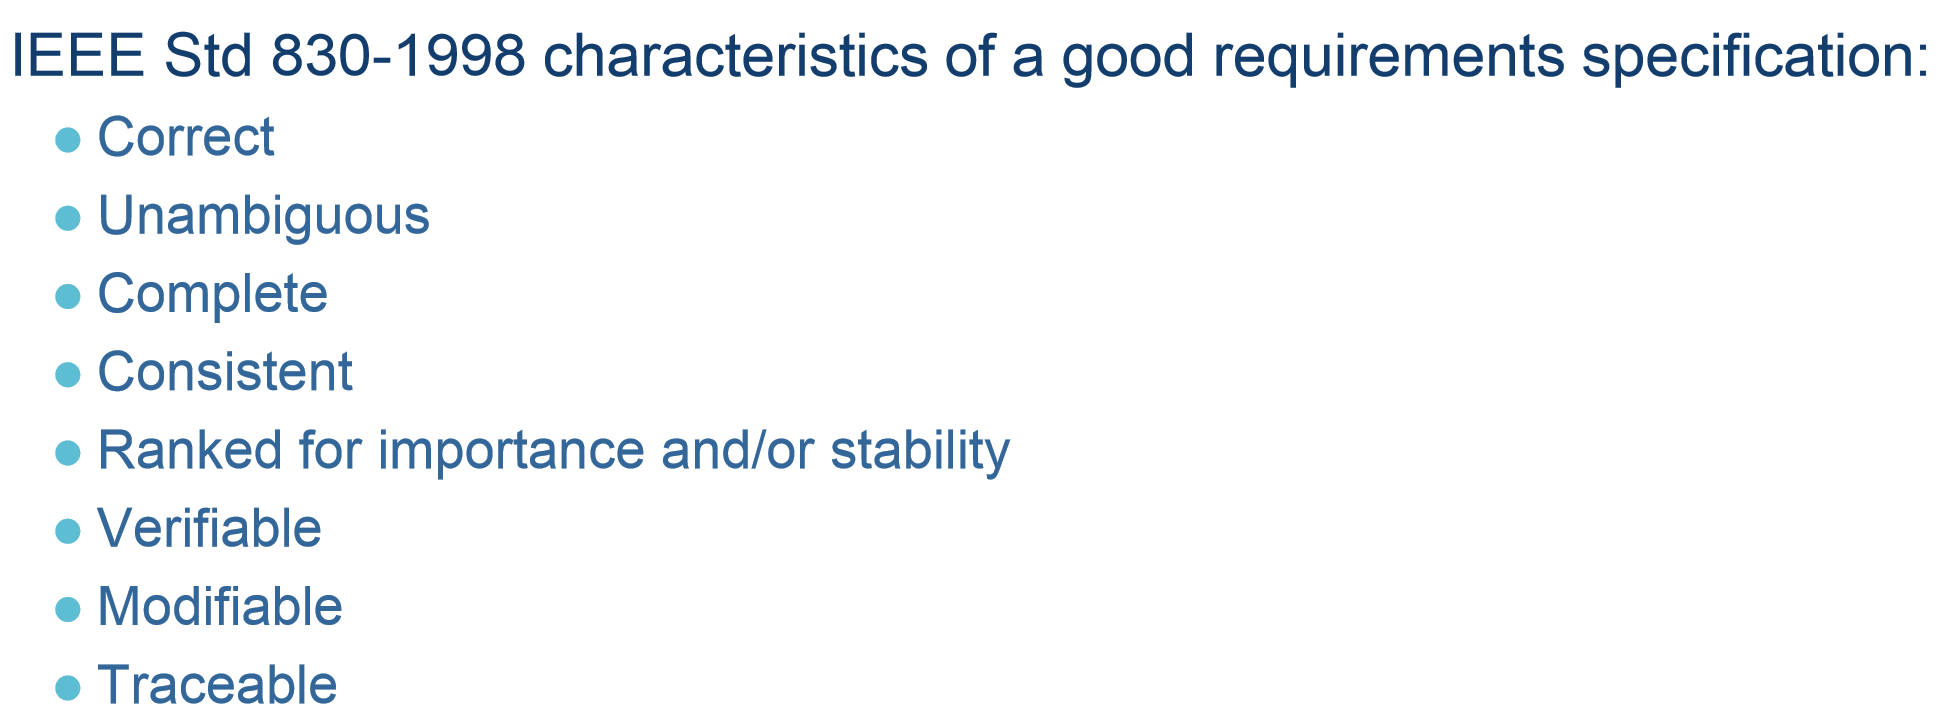 IEEE Std 830-1998 characteristics of a good requirements specification:
● Correct
● Unambiguous
● Complete
● Consistent
● Ranked for importance and/or stability
● Verifiable
● Modifiable
● Traceable